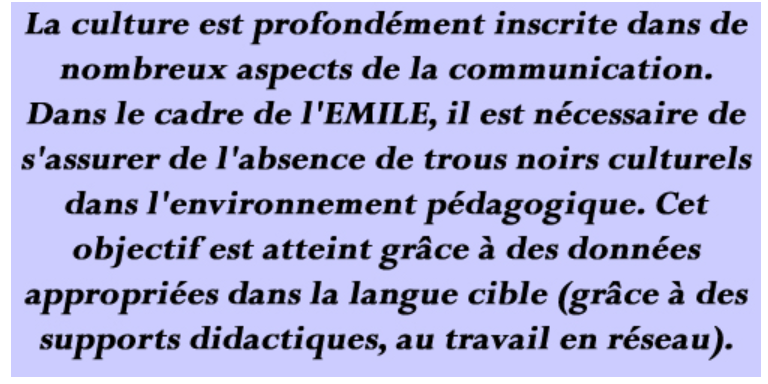 La culture est profondément inscrite dans de
nombreux aspects de la communication.
Dans le cadre de l'EMILE, il est nécessaire de
s'assurer de l'absence de trous noirs culturels
dans l'environnement pédagogique. Cet
objectif est atteint grâce à des données
appropriées dans la langue cible (grâce à des
supports didactiques, au travail en réseau).